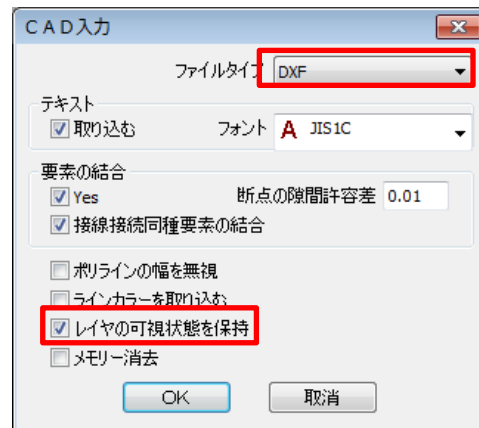 CAD入力
ファイルタイプ DXF
テキスト
取り込む フォント A JIS1C
要素の結合
Yes 断点の隙間許容差 0.01
接線接続同種要素の結合
ポリラインの幅を無視
ラインカラーを取り込む
レイヤの可視状態を保持
メモリー消去
OK 取消